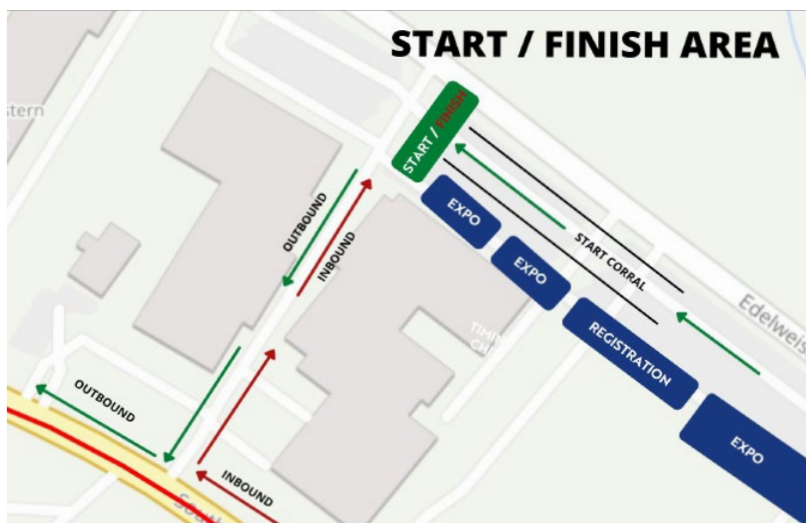 START / FINISH AREA
stern
START / FINISH
EXPO
OUTBOUND
INBOUND
EXPO
START CORRAL
Edelweis
REGISTRATION
OUTBOUND
EXPO
INBOUND